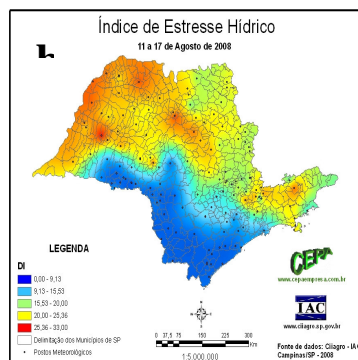 Índice de Estresse Hídrico
11 a 17 de Agosto de 2008
b
LEGENDA
DI
0,00 - 9,13
9,13 - 15,53
15,53 - 20,00
20,00 - 25,36
25,36 - 33,00
Delimitação dos Municípios de SP
Postos Meteorológicos
0 37,5 75 150 225 300
Km
1:5.000.000
CEPA
www.cepaempresa.com.br
IAC
www.ciiagro.sp.gov.br
Fonte de dados: Ciiagro - IAC
Campinas/SP - 2008